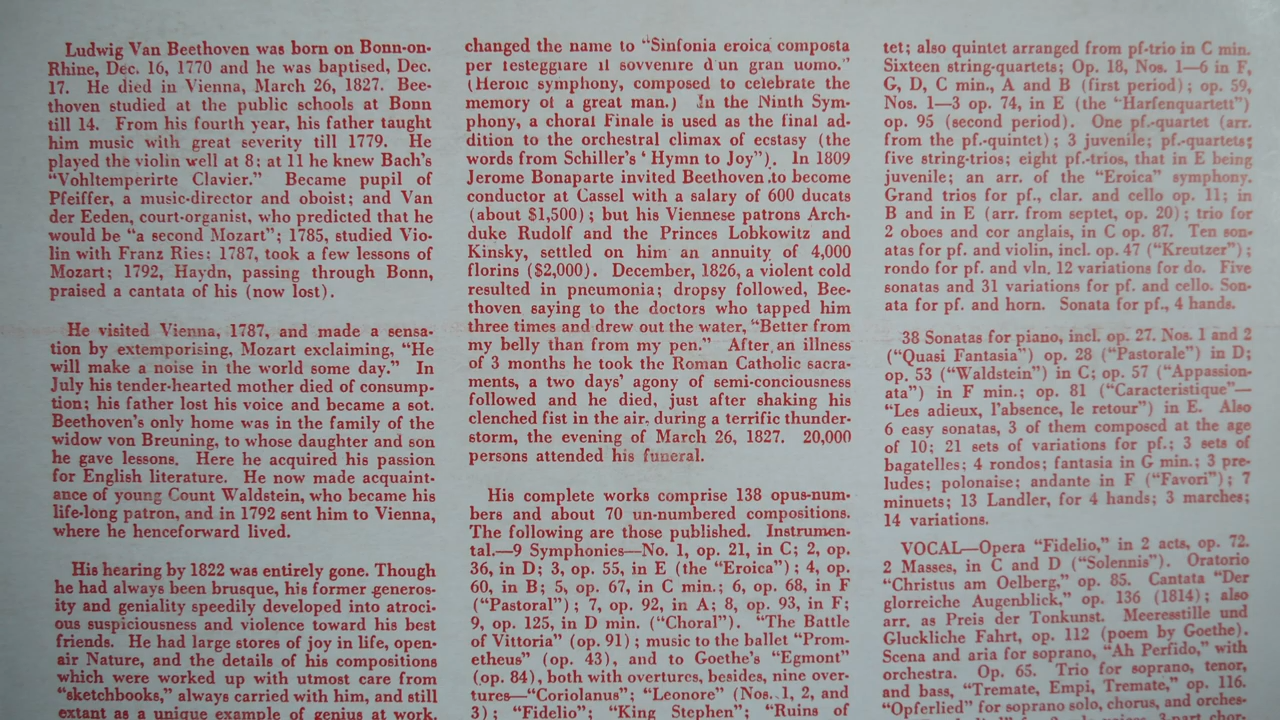 Ludwig Van Beethoven was born on Bonn-on-
Rhine, Dec. 16, 1770 and he was baptised, Dec.
17. He died in Vienna, March 26, 1827. Bee-
thoven studied at the public schools at Bonn
till 14. From his fourth year, his father taught
him music with great severity till 1779. He
played the violin well at 8; at 11 he knew Bach's
"Vohltemperirte Clavier." Became pupil of
Pfeiffer, a music-director and oboist; and Van
der Eeden, court-organist, who predicted that he
would be "a second Mozart"; 1785, studied Vio-
lin with Franz Ries; 1787, took a few lessons of
Mozart; 1792, Haydn, passing through Bonn,
praised a cantata of his (now lost).
He visited Vienna, 1787, and made a sensa-
tion by extemporising, Mozart exclaiming, "He
will make a noise in the world some day." In
July his tender-hearted mother died of consump-
tion; his father lost his voice and became a sot.
Beethoven's only home was in the family of the
widow von Breuning, to whose daughter and son
he gave lessons. Here he acquired his passion
for English literature. He now made acquaint-
ance of young Count Waldstein, who became his
life-long patron, and in 1792 sent him to Vienna,
where he henceforward lived.
His hearing by 1822 was entirely gone. Though
he had always been brusque, his former generos-
ity and geniality speedily developed into atroci-
ous suspiciousness and violence toward his best
friends. He had large stores of joy in life, open-
air Nature, and the details of his compositions
which were worked up with utmost care from
"sketchbooks," always carried with him, and still
extant as a unique example of genius at work.
changed the name to "Sinfonia eroica composta
per festeggiare il sovvenire d'un gran uomo."
(Heroic symphony, composed to celebrate the
memory of a great man.) In the Ninth Sym-
phony, a choral Finale is used as the final ad-
dition to the orchestral climax of ecstasy (the
words from Schiller's 'Hymn to Joy"). In 1809
Jerome Bonaparte invited Beethoven to become
conductor at Cassel with a salary of 600 ducats
(about $1,500); but his Viennese patrons Arch-
duke Rudolf and the Princes Lobkowitz and
Kinsky, settled on him an annuity of 4,000
florins ($2,000). December, 1826, a violent cold
resulted in pneumonia; dropsy followed, Bee-
thoven saying to the doctors who tapped him
three times and drew out the water, "Better from
my belly than from my pen." After an illness
of 3 months he took the Roman Catholic sacra-
ments, a two days' agony of semi-conciousness
followed and he died, just after shaking his
clenched fist in the air, during a terrific thunder-
storm, the evening of March 26, 1827. 20,000
persons attended his funeral.
His complete works comprise 138 opus-num-
bers and about 70 un-numbered compositions.
The following are those published. Instrumen-
tal.—9 Symphonies—No. 1, op. 21, in C; 2, op.
36, in D; 3, op. 55, in E (the "Eroica"); 4, op.
60, in B; 5, op. 67, in C min.; 6, op. 68, in F
("Pastoral"); 7, op. 92, in A; 8, op. 93, in F;
9, op. 125, in D min. ("Choral"). "The Battle
of Vittoria" (op. 91); music to the ballet "Prom-
etheus" (op. 43), and to Goethe's "Egmont"
(op. 84), both with overtures, besides, nine over-
tures—"Coriolanus"; "Leonore" (Nos. 1, 2, and
3); "Fidelio"; "King Stephen"; "Ruins of
tet; also quintet arranged from pf-trio in C min.
Sixteen string-quartets; Op. 18, Nos. 1—6 in F,
G, D, C min., A and B (first period); op. 59,
Nos. 1—3 op. 74, in E (the "Harfenquartett")
op. 95 (second period). One pf.-quartet (arr.
from the pf.-quintet); 3 juvenile; pf.-quartets;
five string-trios; eight pf.-trios, that in E being
juvenile; an arr. of the "Eroica" symphony.
Grand trios for pf., clar. and cello op. 11; in
B and in E (arr. from septet, op. 20); trio for
2 oboes and cor anglais, in C op. 87. Ten son-
atas for pf. and violin, incl. op. 47 ("Kreutzer");
rondo for pf. and vln. 12 variations for do. Five
sonatas and 31 variations for pf. and cello. Son-
ata for pf. and horn. Sonata for pf., 4 hands.
38 Sonatas for piano, incl. op. 27. Nos. 1 and 2
("Quasi Fantasia") op. 28 ("Pastorale") in D;
op. 53 ("Waldstein") in C; op. 57 ("Appassion-
ata") in F min.; op. 81 ("Caracteristique"—
"Les adieux, l'absence, le retour") in E. Also
6 easy sonatas, 3 of them composed at the age
of 10; 21 sets of variations for pf.; 3 sets of
bagatelles; 4 rondos; fantasia in G min.; 3 pre-
ludes; polonaise; andante in F ("Favori"); 7
minuets; 13 Landler, for 4 hands; 3 marches;
14 variations.
VOCAL—Opera "Fidelio," in 2 acts, op. 72.
2 Masses, in C and D ("Solennis"). Oratorio
"Christus am Oelberg," op. 85. Cantata "Der
glorreiche Augenblick," op. 136 (1814); also
arr. as Preis der Tonkunst. Meeresstille und
Gluckliche Fahrt, op. 112 (poem by Goethe).
Scena and aria for soprano, "Ah Perfido," with
orchestra. Op. 65. Trio for soprano, tenor,
and bass, "Tremate, Empi, Tremate," op. 116.
"Opferlied" for soprano solo, chorus, and orches-